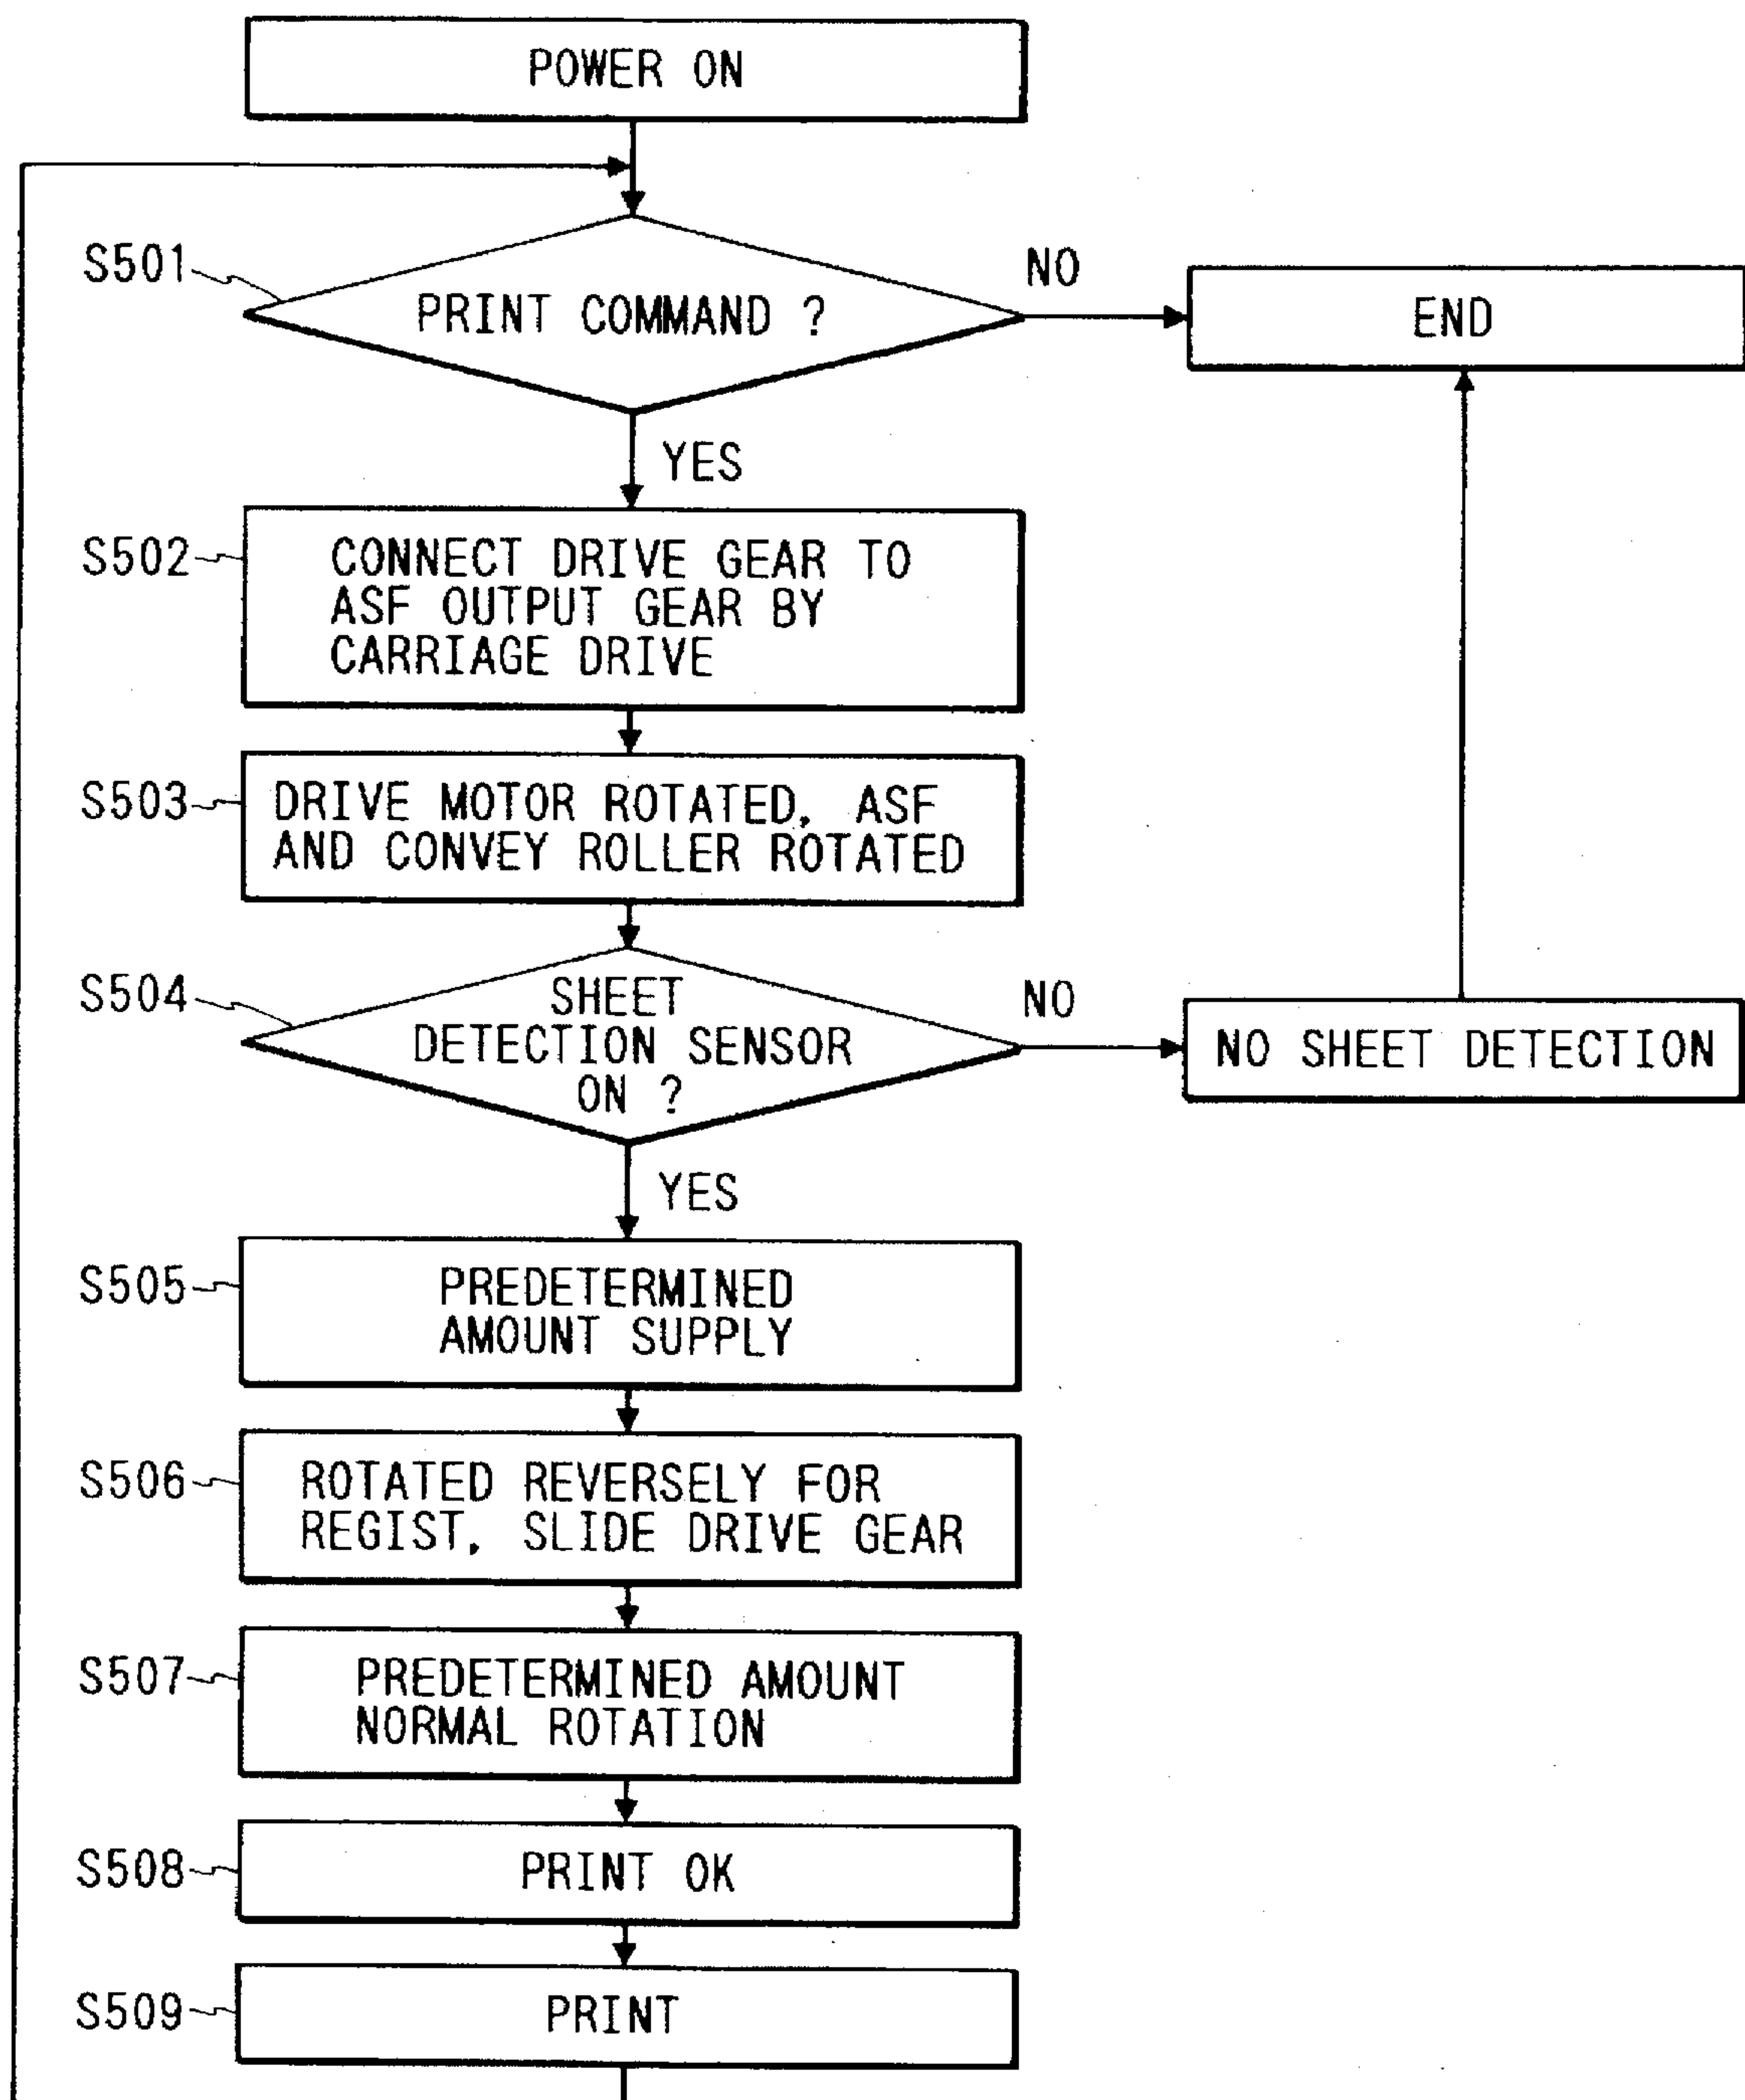 POWER ON
S501
PRINT COMMAND ?
NO
END
YES
S502
CONNECT DRIVE GEAR TO
ASF OUTPUT GEAR BY
CARRIAGE DRIVE
S503
DRIVE MOTOR ROTATED, ASF
AND CONVEY ROLLER ROTATED
S504
SHEET
DETECTION SENSOR
ON ?
NO
NO SHEET DETECTION
YES
S505
PREDETERMINED
AMOUNT SUPPLY
S506
ROTATED REVERSELY FOR
REGIST, SLIDE DRIVE GEAR
S507
PREDETERMINED AMOUNT
NORMAL ROTATION
S508
PRINT OK
S509
PRINT